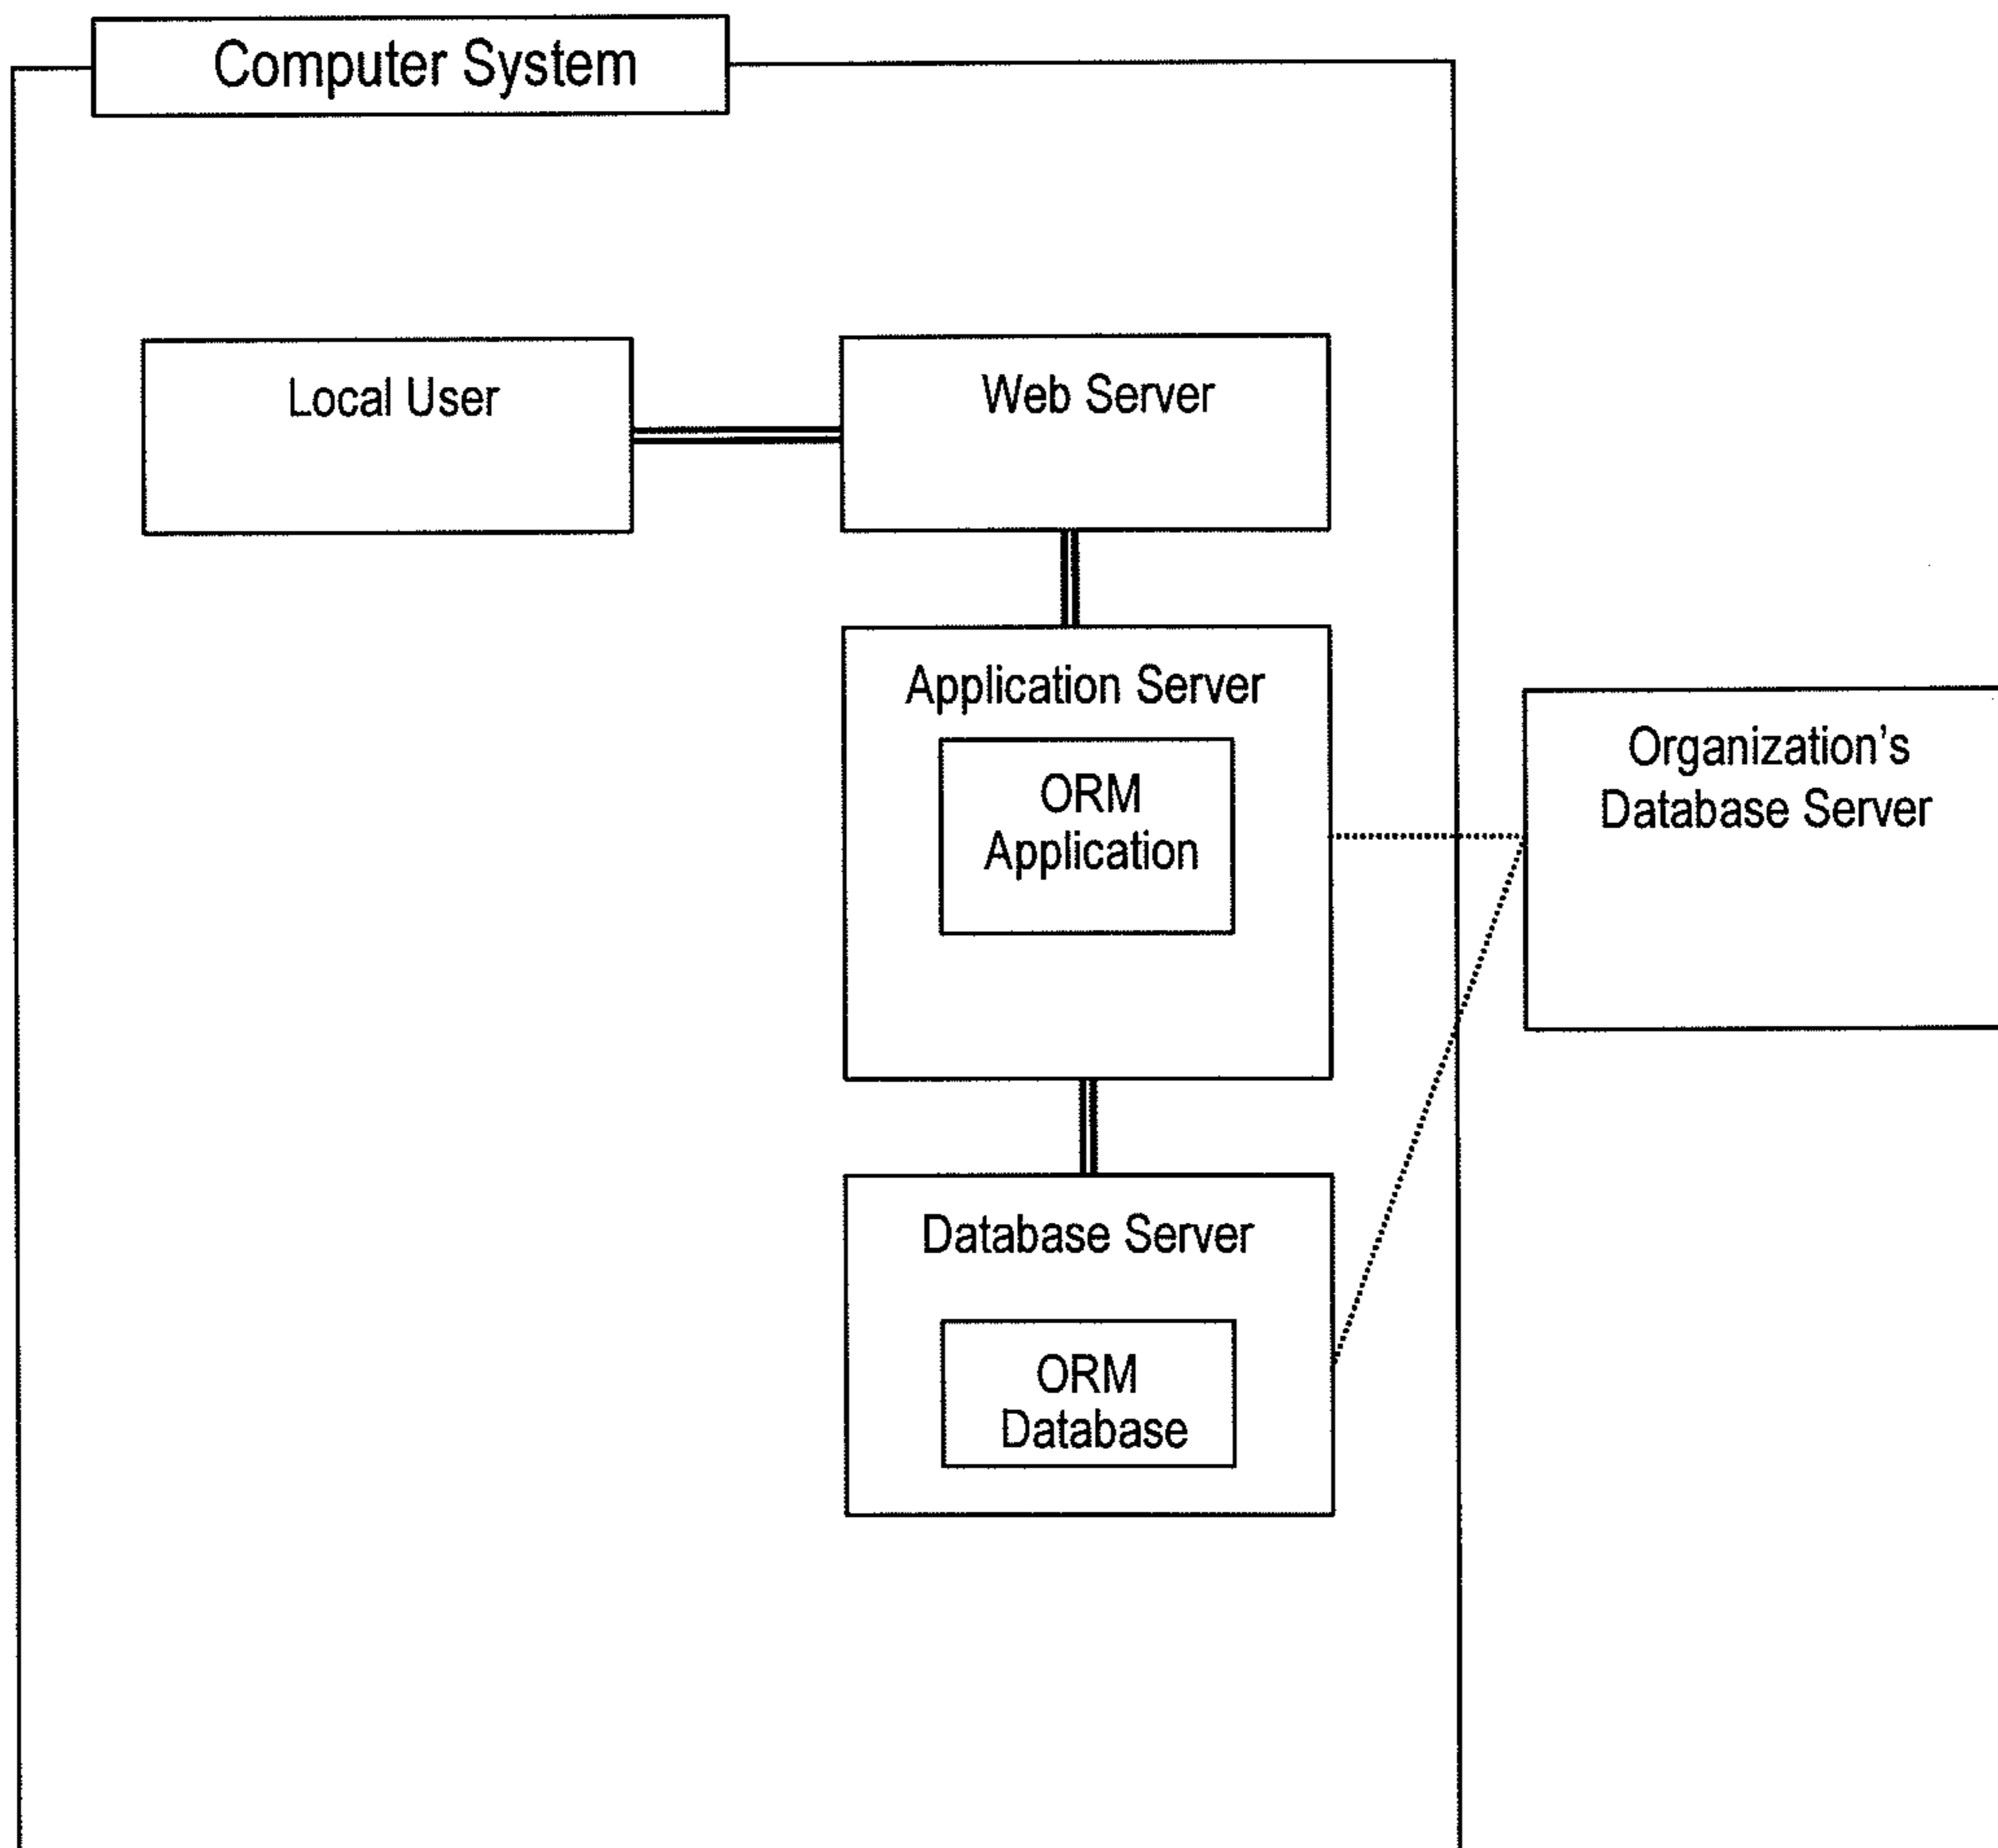 Computer System
Local User
Web Server
Application Server
ORM
Application
Organization's
Database Server
Database Server
ORM
Database